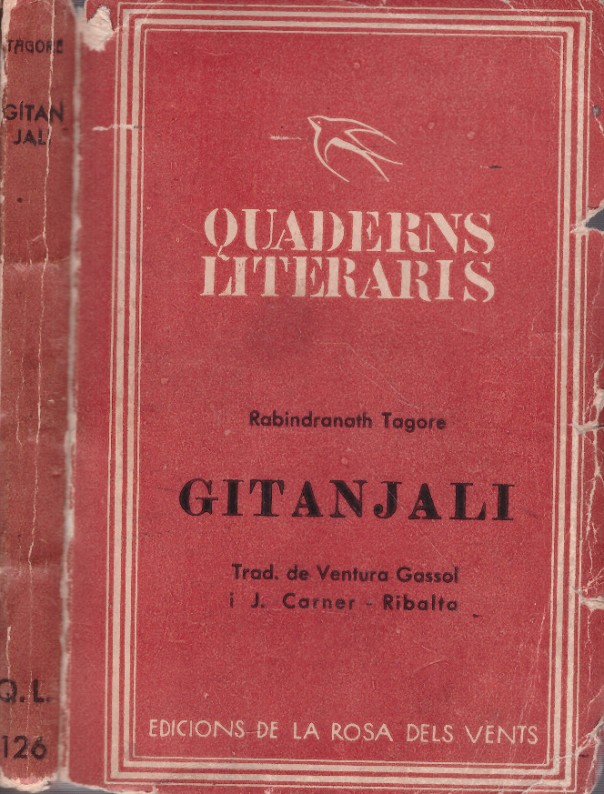 TAGORE
GITAN
JALI
Q.L.
126
QUADERNS
LITERARIS
Rabindranath Tagore
GITANJALI
Trad. de Ventura Gassol
i J. Carner - Ribalta
EDICIONS DE LA ROSA DELS VENTS